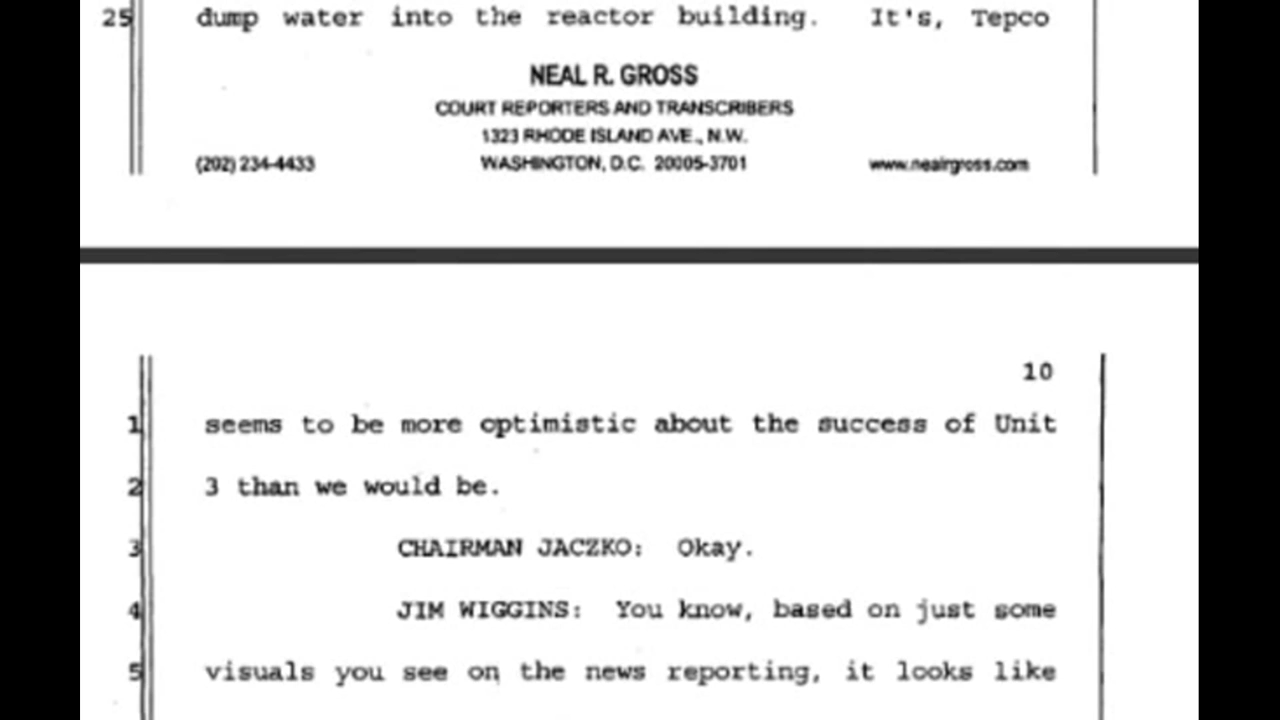 25 dump water into the reactor building. It's, Tepco
NEAL R. GROSS
COURT REPORTERS AND TRANSCRIBERS
1323 RHODE ISLAND AVE., N.W.
(202) 234-4433 WASHINGTON, D.C. 20005-3701 www.nealrgross.com
10
1 seems to be more optimistic about the success of Unit
2 3 than we would be.
3 CHAIRMAN JACZKO: Okay.
4 JIM WIGGINS: You know, based on just some
5 visuals you see on the news reporting, it looks like